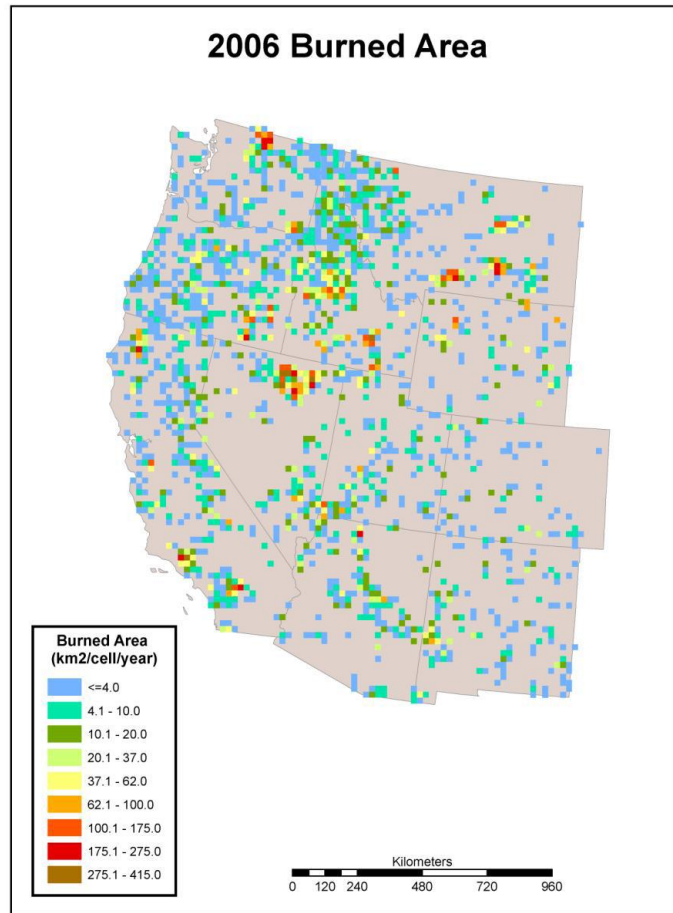 2006 Burned Area
Burned Area
(km2/cell/year)
<=4.0
4.1 - 10.0
10.1 - 20.0
20.1 - 37.0
37.1 - 62.0
62.1 - 100.0
100.1 - 175.0
175.1 - 275.0
275.1 - 415.0
Kilometers
0 120 240 480 720 960